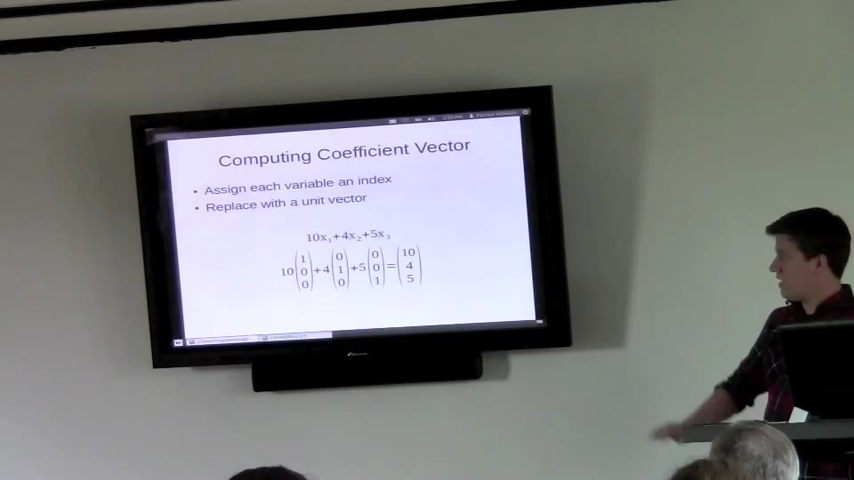 Computing Coefficient Vector
• Assign each variable an index
• Replace with a unit vector
10x₁+4x₂+5x₃
10(1 0 0)+4(0 1 0)+5(0 0 1)=(10 4 5)